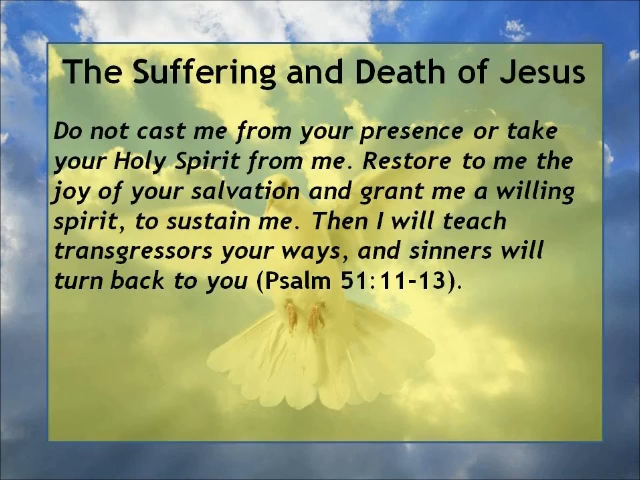 The Suffering and Death of Jesus
Do not cast me from your presence or take
your Holy Spirit from me. Restore to me the
joy of your salvation and grant me a willing
spirit, to sustain me. Then I will teach
transgressors your ways, and sinners will
turn back to you (Psalm 51:11-13).